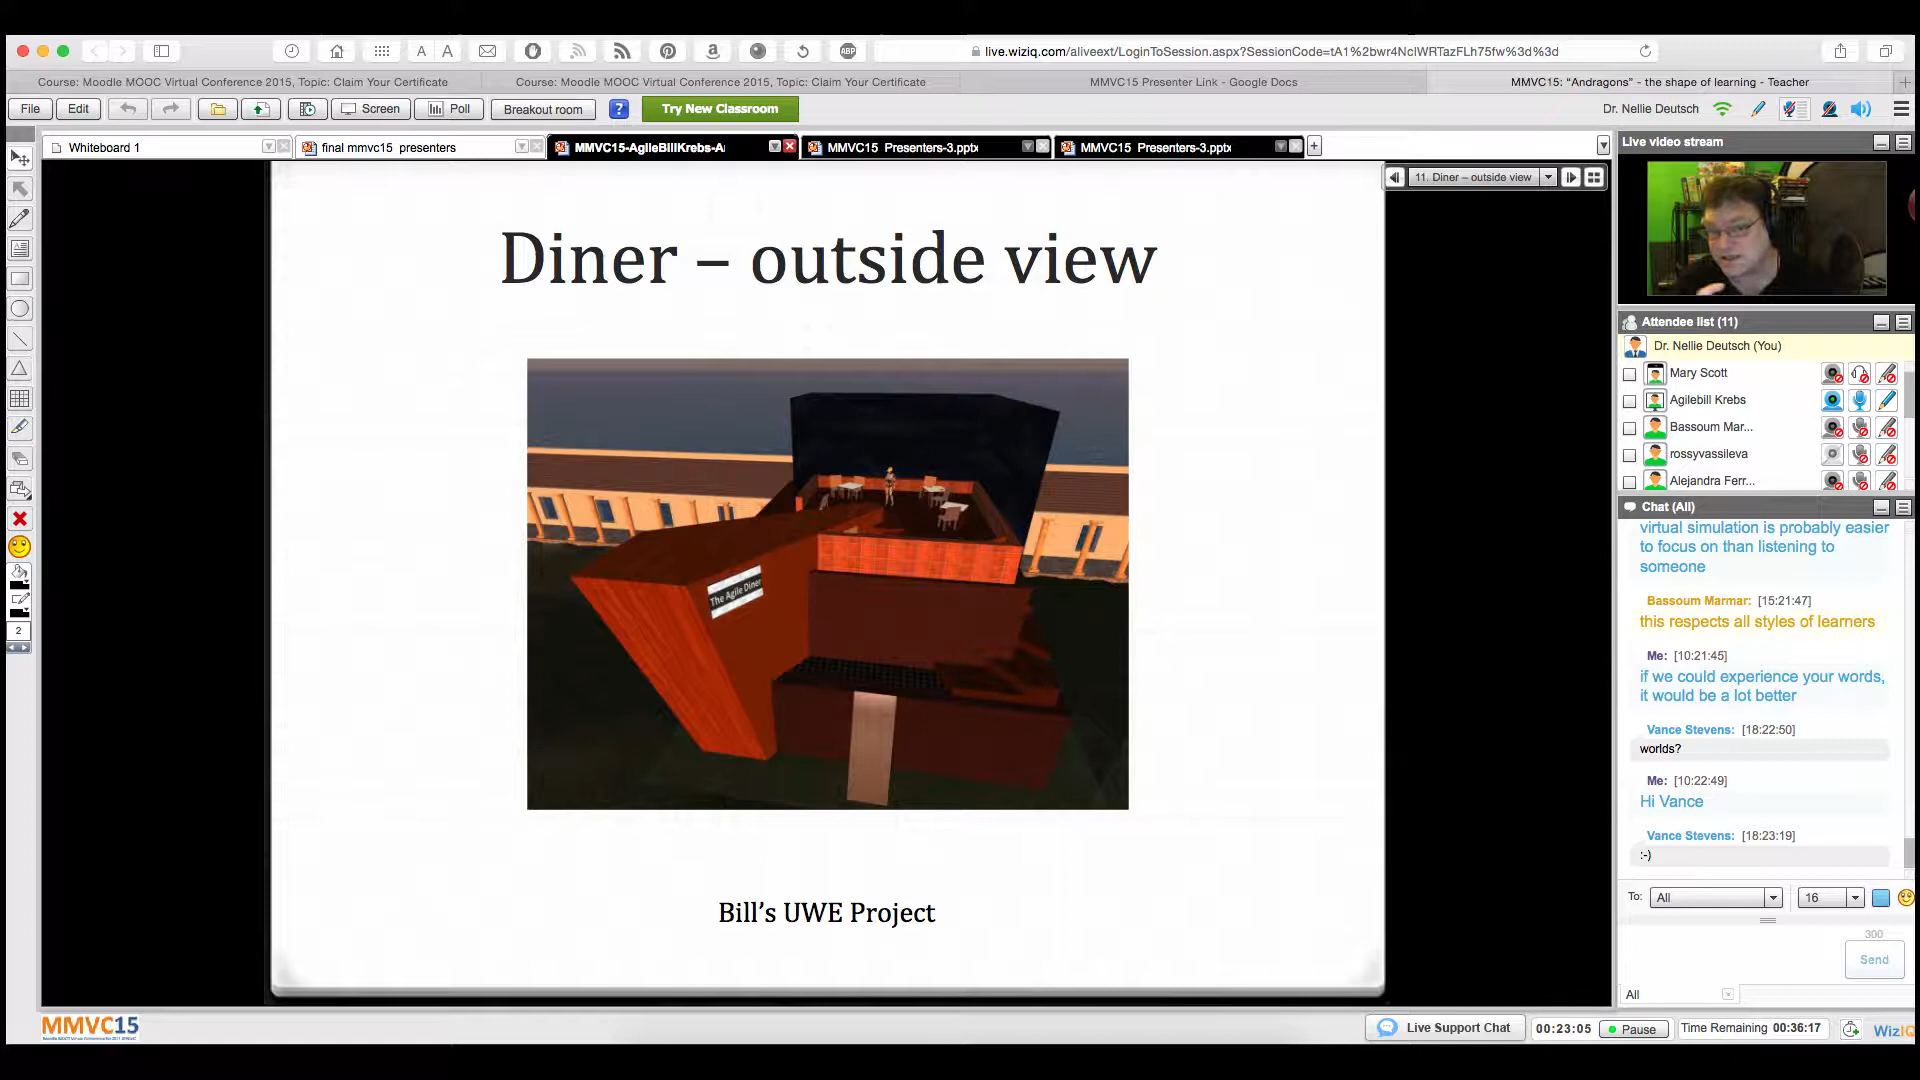 live.wiziq.com/aliveext/LoginToSession.aspx?SessionCode=tA1%2bwr4NclWRTazFLh75fw%3d%3d
Course: Moodle MOOC Virtual Conference 2015, Topic: Claim Your Certificate
Course: Moodle MOOC Virtual Conference 2015, Topic: Claim Your Certificate
MMVC15 Presenter Link - Google Docs
MMVC15: “Andragons” - the shape of learning - Teacher
A A
ABP
File Edit Screen Poll Breakout room ? Try New Classroom
Dr. Nellie Deutsch
Whiteboard 1
final mmvc15 presenters
MMVC15-AgileBillKrebs-A
MMVC15 Presenters-3.pptx
MMVC15 Presenters-3.pptx
11. Diner – outside view
Diner – outside view
The Agile Diner
Bill’s UWE Project
2
Live video stream
Attendee list (11)
Dr. Nellie Deutsch (You)
Mary Scott
Agilebill Krebs
Bassoum Mar...
rossyvassileva
Alejandra Ferr...
Chat (All)
virtual simulation is probably easier
to focus on than listening to
someone
Bassoum Marmar: [15:21:47]
this respects all styles of learners
Me: [10:21:45]
if we could experience your words,
it would be a lot better
Vance Stevens: [18:22:50]
worlds?
Me: [10:22:49]
Hi Vance
Vance Stevens: [18:23:19]
:-)
To: All 16
300
Send
All
MMVC15
Live Support Chat
00:23:05 Pause Time Remaining 00:36:17
WizIQ